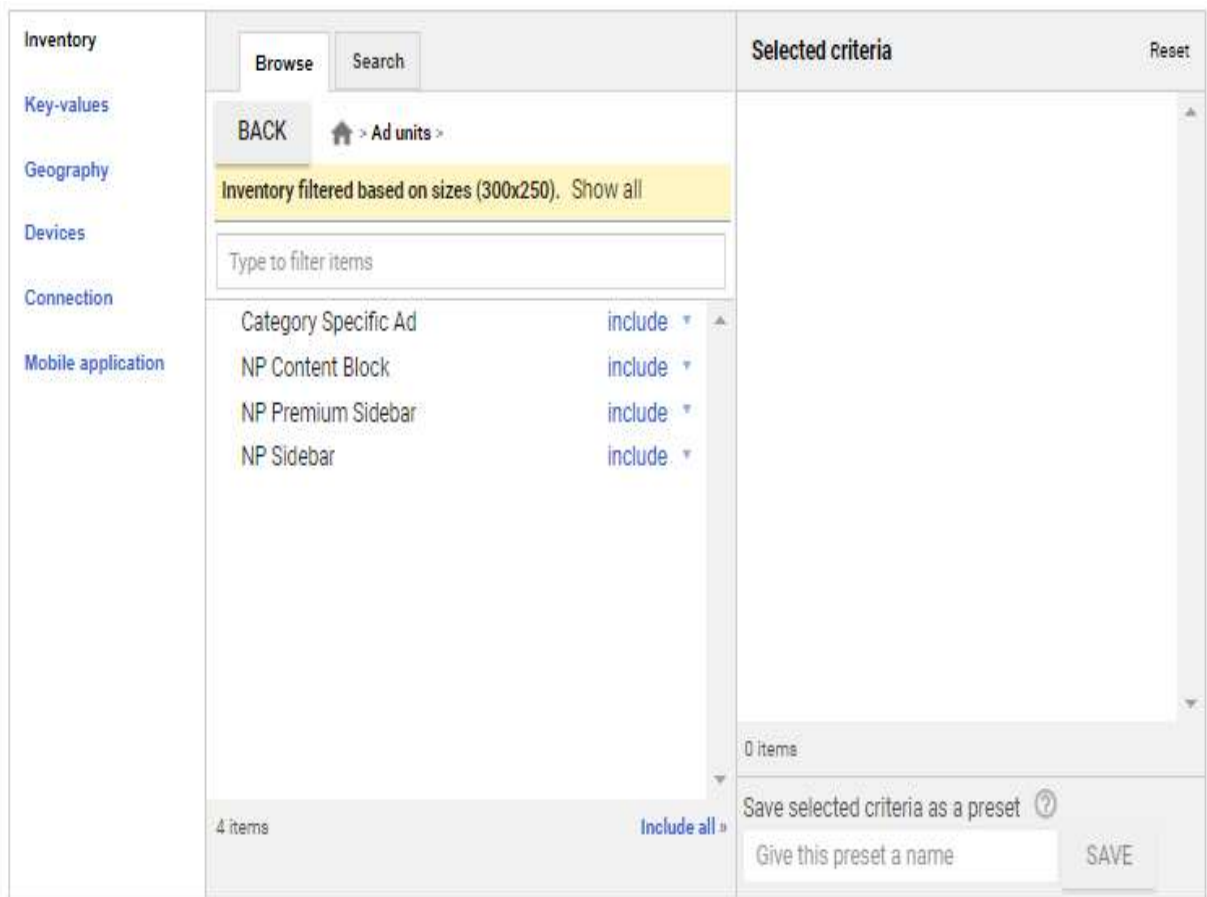 Inventory
Key-values
Geography
Devices
Connection
Mobile application
Browse Search
BACK > Ad units >
Inventory filtered based on sizes (300x250). Show all
Type to filter items
Category Specific Ad include
NP Content Block include
NP Premium Sidebar include
NP Sidebar include
4 items Include all »
Selected criteria Reset
0 items
Save selected criteria as a preset ?
Give this preset a name SAVE